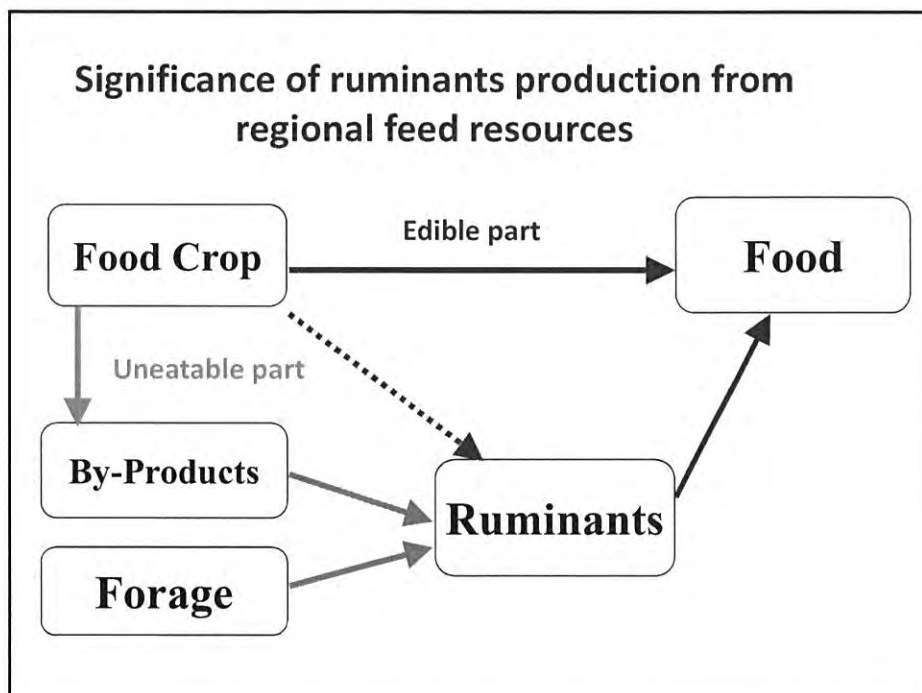 Significance of ruminants production from
regional feed resources
Food Crop
Edible part
Food
Uneatable part
By-Products
Ruminants
Forage